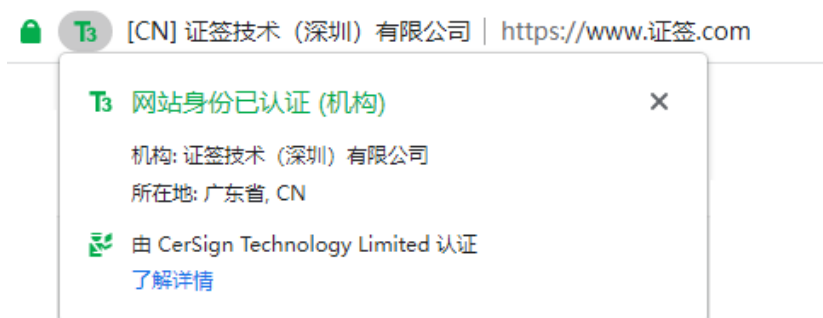 T3 [CN] 证签技术（深圳）有限公司 | https://www.证签.com
T3 网站身份已认证 (机构)
机构: 证签技术（深圳）有限公司
所在地: 广东省, CN
由 CerSign Technology Limited 认证
了解详情